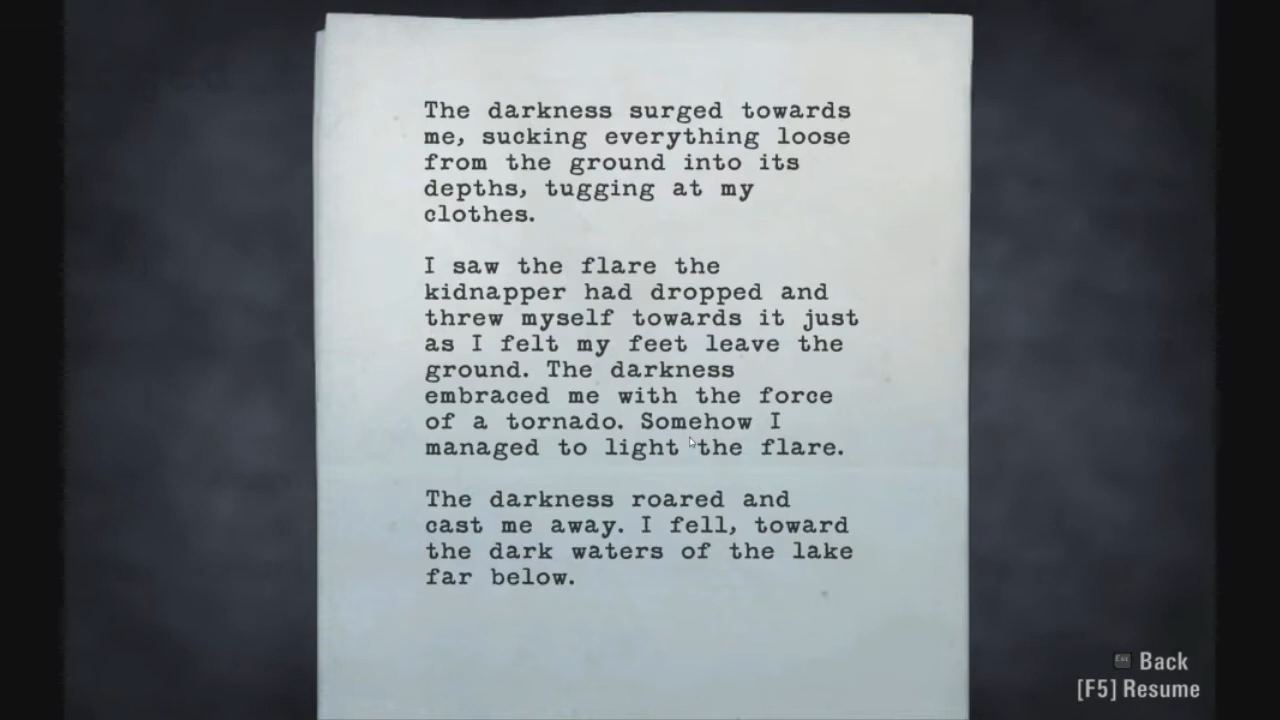 The darkness surged towards
me, sucking everything loose
from the ground into its
depths, tugging at my
clothes.
I saw the flare the
kidnapper had dropped and
threw myself towards it just
as I felt my feet leave the
ground. The darkness
embraced me with the force
of a tornado. Somehow I
managed to light the flare.
The darkness roared and
cast me away. I fell, toward
the dark waters of the lake
far below.
Esc Back
[F5] Resume